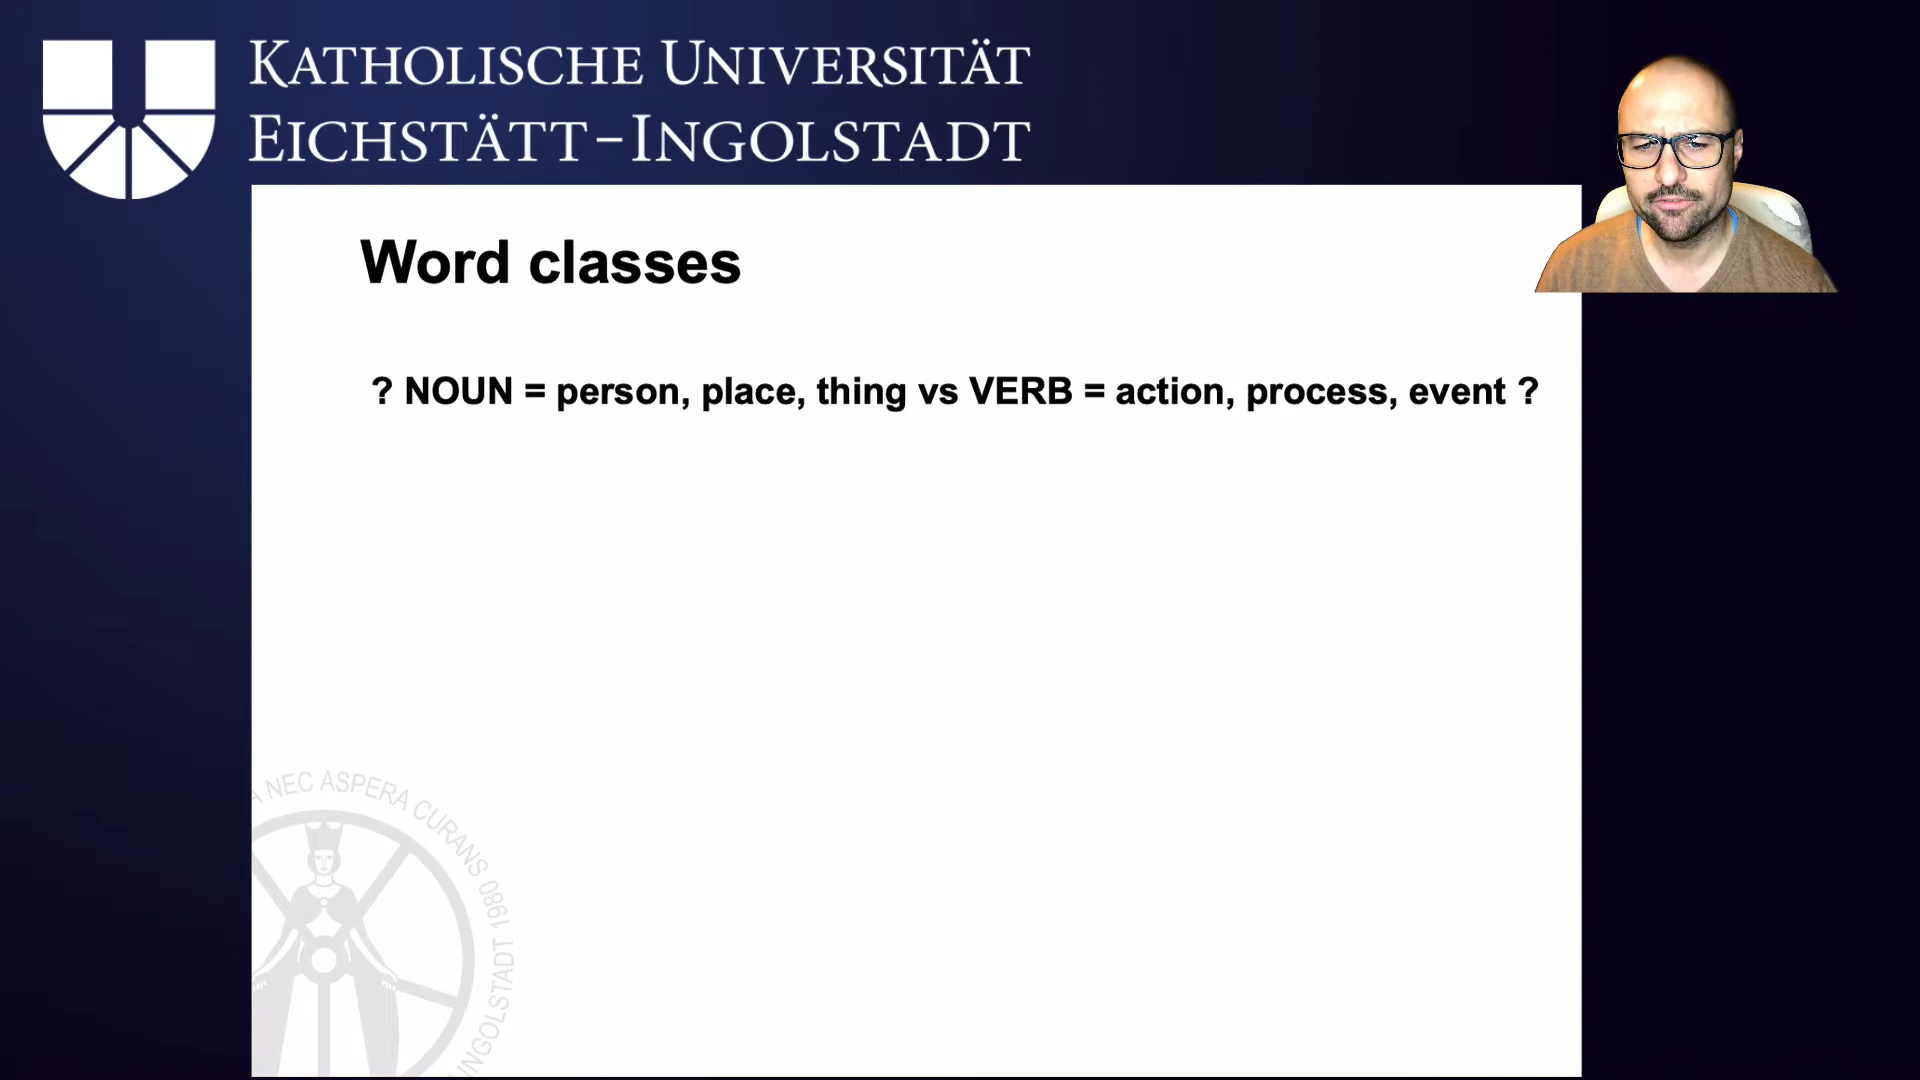 KATHOLISCHE UNIVERSITÄT
EICHSTÄTT-INGOLSTADT
Word classes
? NOUN = person, place, thing vs VERB = action, process, event ?
NEC ASPERA CURANS 1980
INGOLSTADT